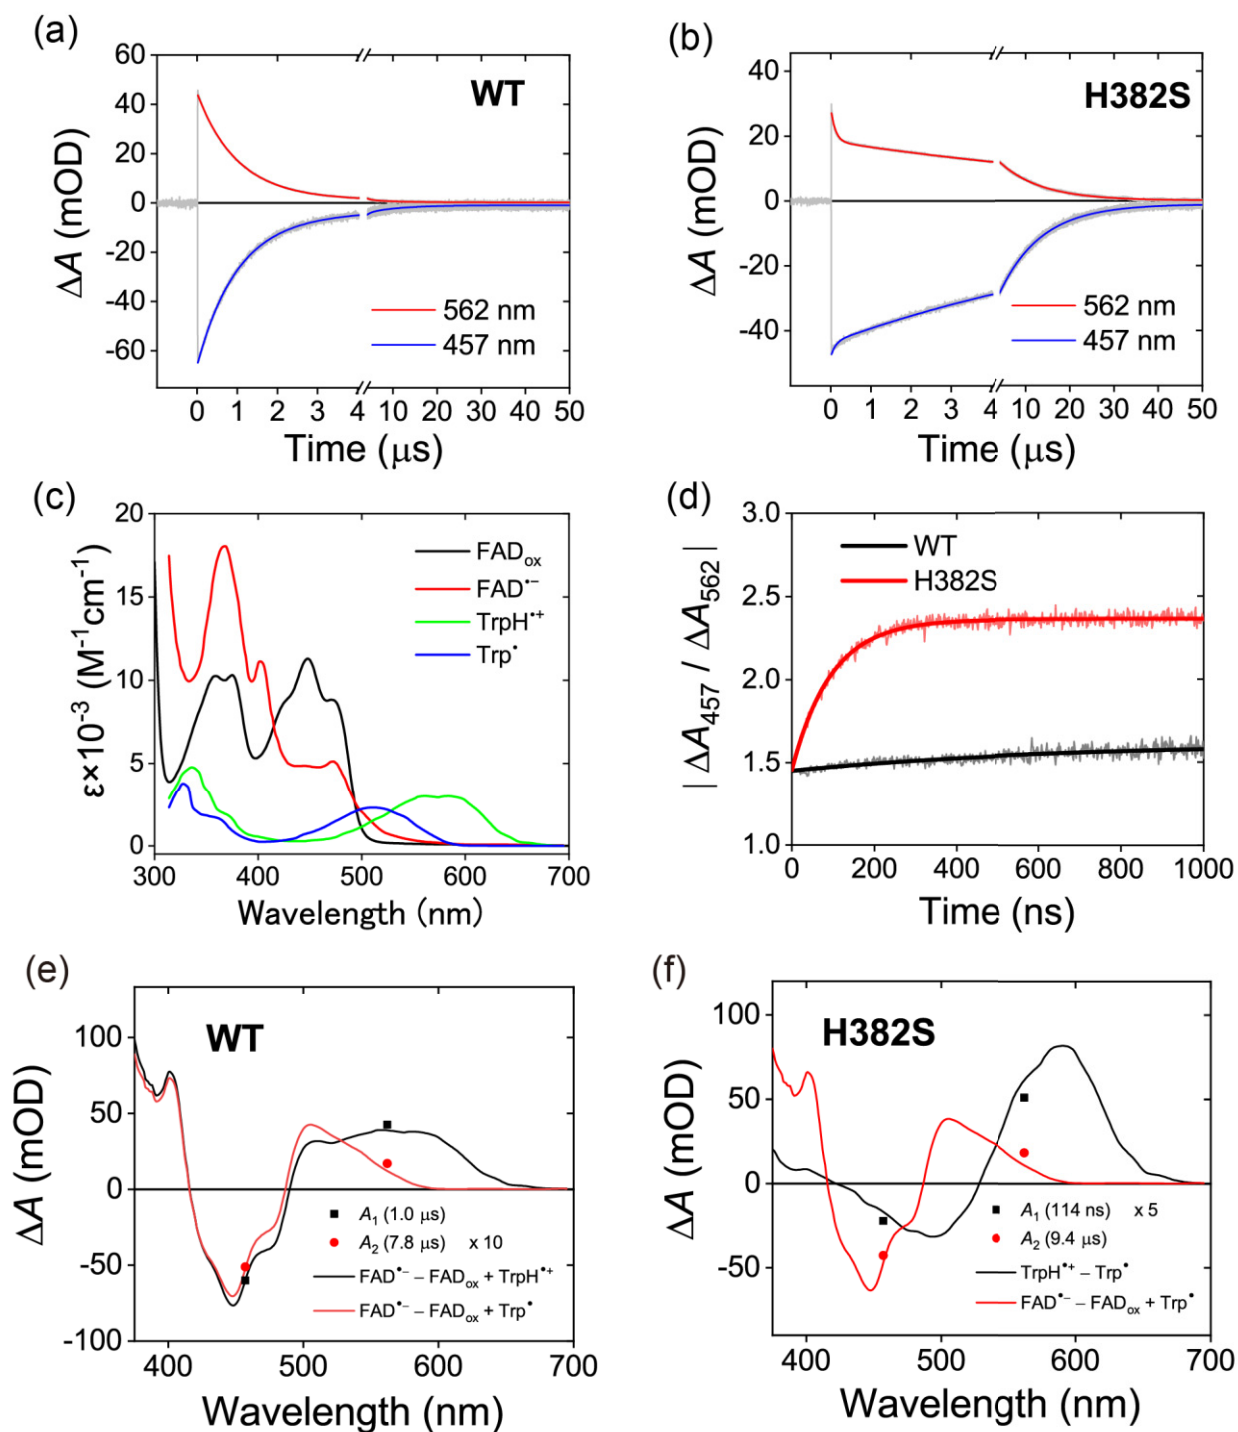 (a)
60
40
20
0
-20
-40
-60
ΔA (mOD)
WT
562 nm
457 nm
0 1 2 3 4 10 20 30 40 50
Time (μs)
(b)
40
20
0
-20
-40
ΔA (mOD)
H382S
562 nm
457 nm
0 1 2 3 4 10 20 30 40 50
Time (μs)
(c)
20
15
10
5
0
ε×10⁻³ (M⁻¹cm⁻¹)
FADox
FAD•−
TrpH•+
Trp•
300 400 500 600 700
Wavelength (nm)
(d)
3.0
2.5
2.0
1.5
1.0
| ΔA457 / ΔA562 |
WT
H382S
0 200 400 600 800 1000
Time (ns)
(e)
100
50
0
-50
-100
ΔA (mOD)
WT
A1 (1.0 μs)
A2 (7.8 μs) x 10
FAD•− – FADox + TrpH•+
FAD•− – FADox + Trp•
400 500 600 700
Wavelength (nm)
(f)
100
50
0
-50
ΔA (mOD)
H382S
A1 (114 ns) x 5
A2 (9.4 μs)
TrpH•+ – Trp•
FAD•− – FADox + Trp•
400 500 600 700
Wavelength (nm)